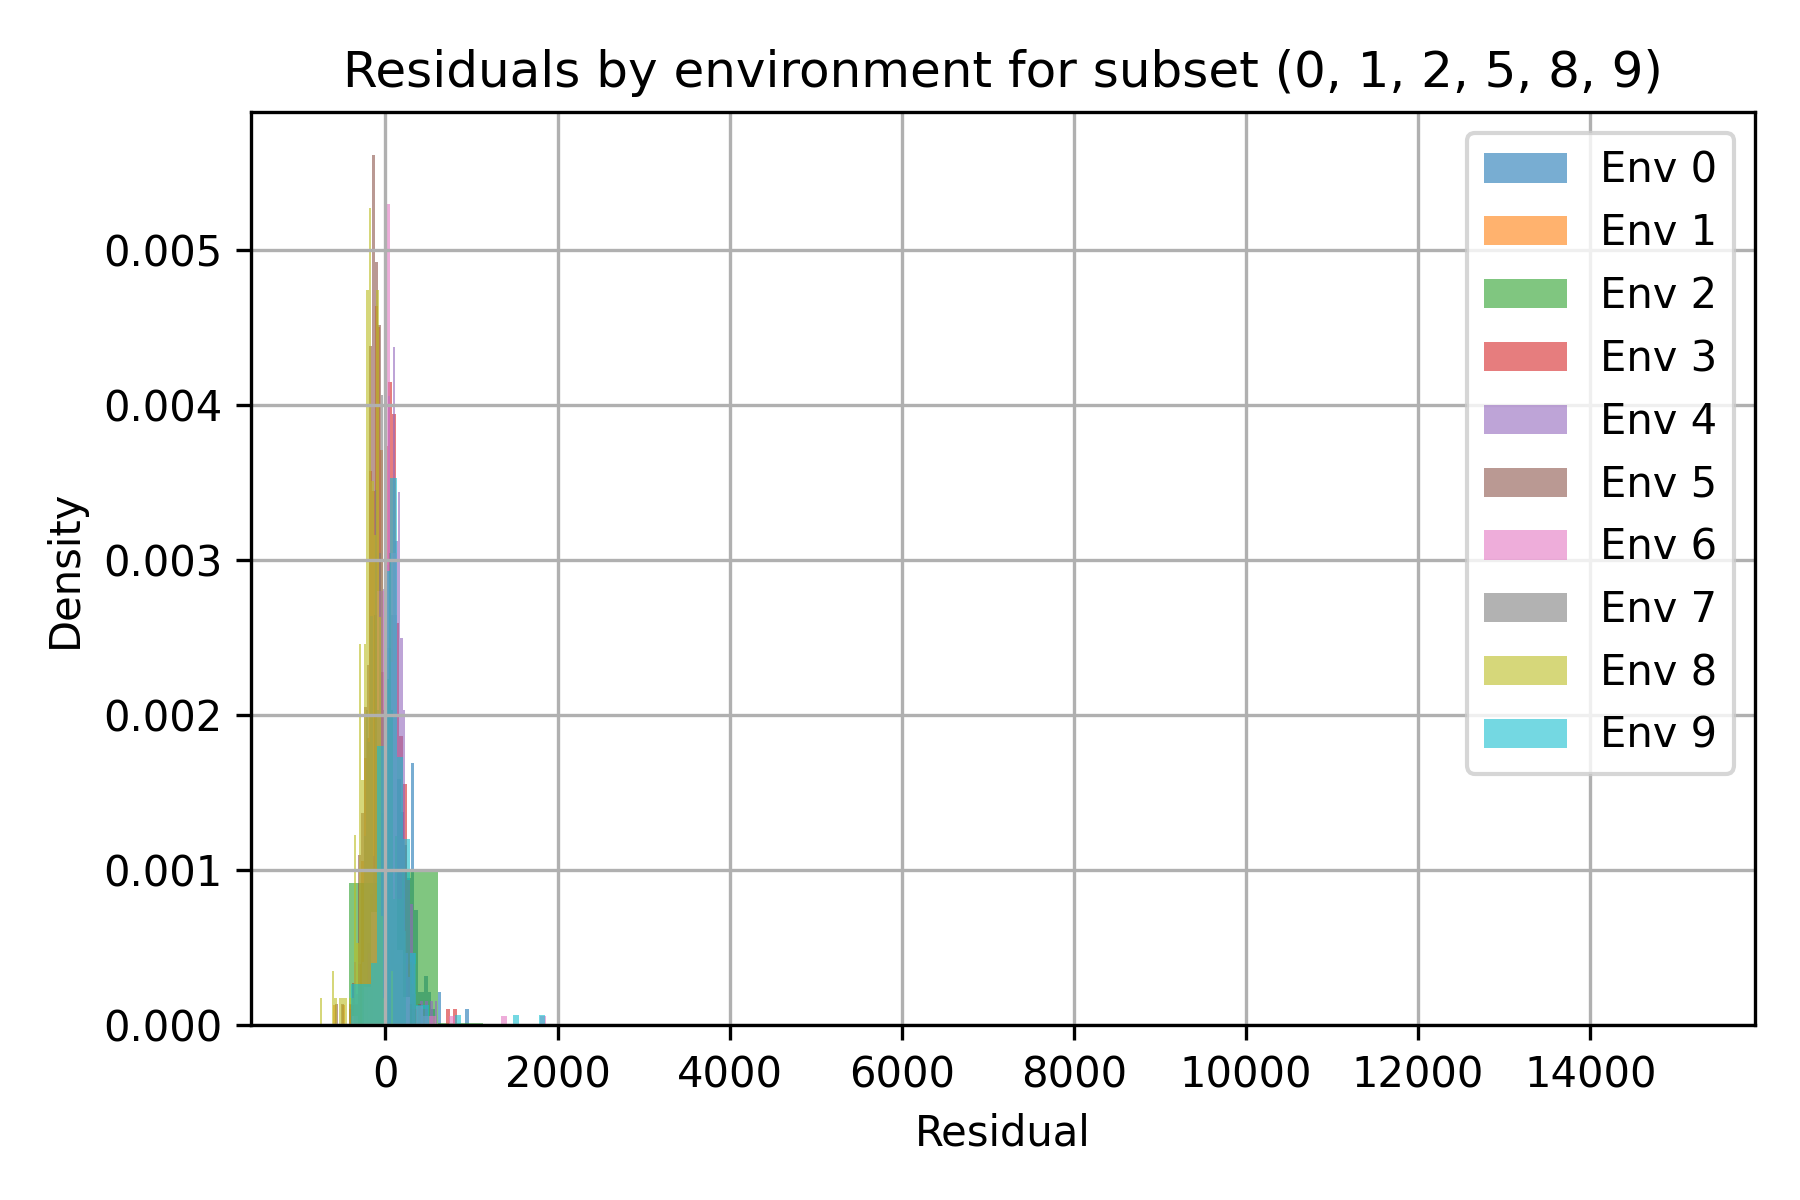 Residuals by environment for subset (0, 1, 2, 5, 8, 9)
Env 0
Env 1
Env 2
Env 3
Env 4
Env 5
Env 6
Env 7
Env 8
Env 9
Density
0.005
0.004
0.003
0.002
0.001
0.000
0 2000 4000 6000 8000 10000 12000 14000
Residual